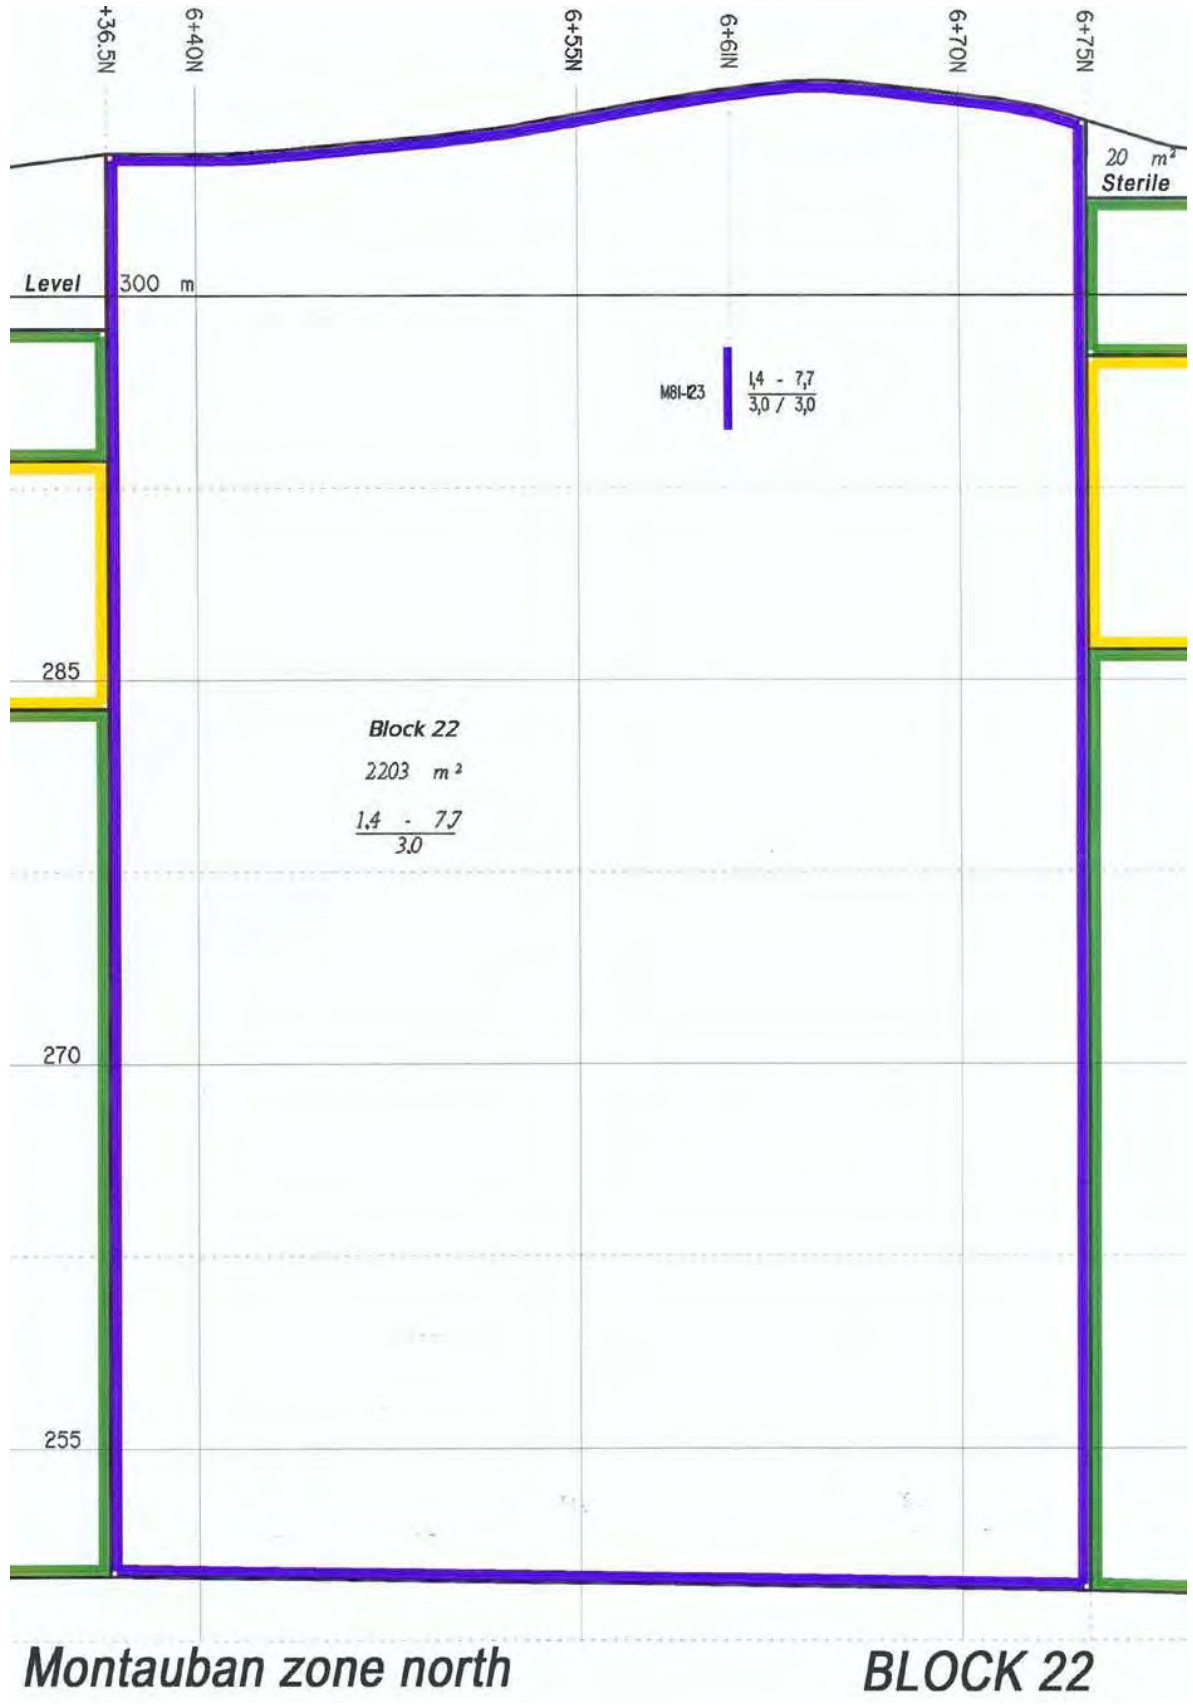 +36.5N
6+40N
6+55N
6+61N
6+70N
6+75N
20 m²
Sterile
Level 300 m
M81-123
1,4 - 7,7
3,0 / 3,0
285
Block 22
2203 m²
1,4 - 7,7
3,0
270
255
Montauban zone north
BLOCK 22